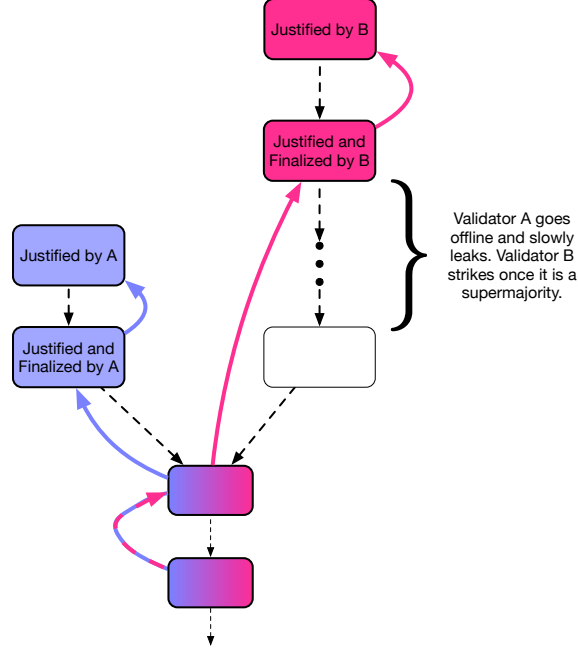 Justified by B
Justified and
Finalized by B
Validator A goes
offline and slowly
leaks. Validator B
strikes once it is a
supermajority.
Justified by A
Justified and
Finalized by A